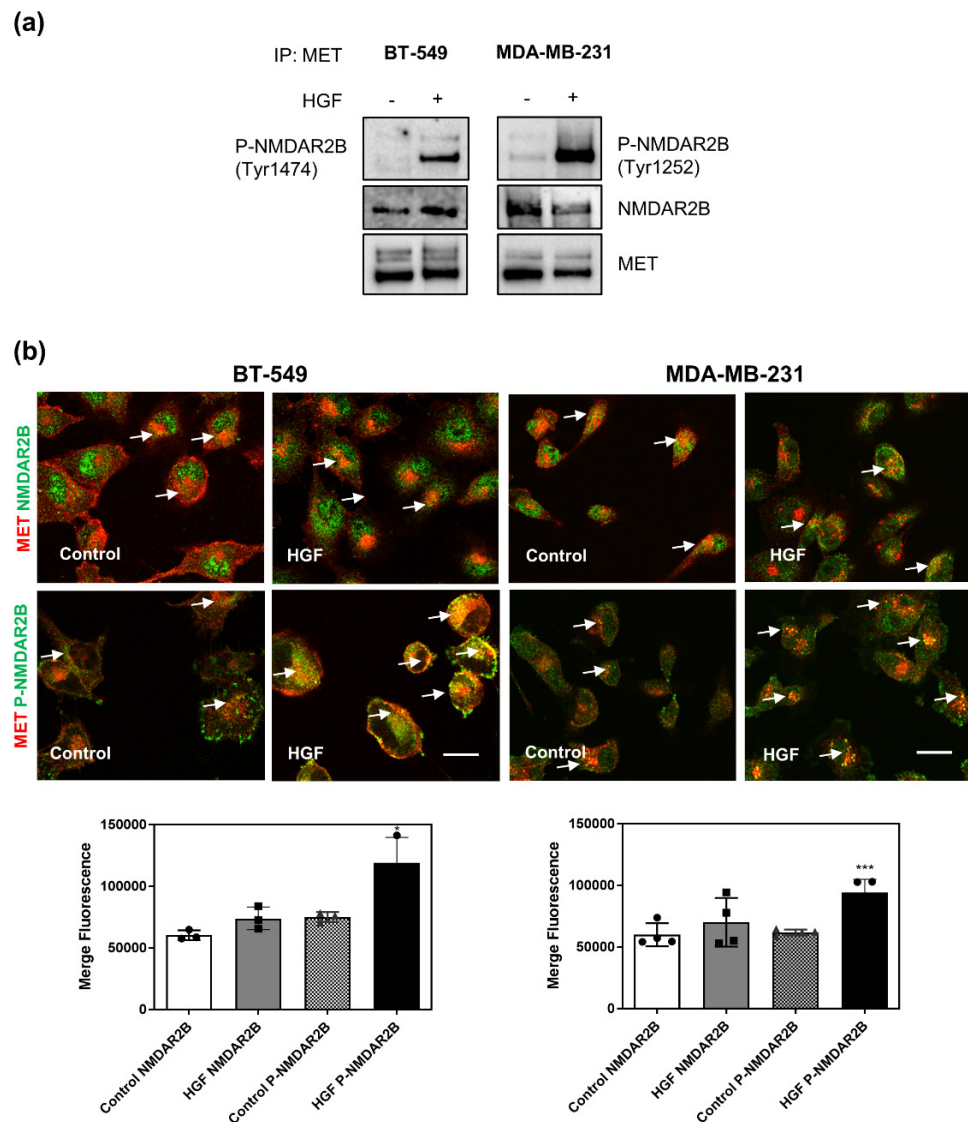 (a)
IP: MET BT-549 MDA-MB-231
HGF - + - +
P-NMDAR2B
(Tyr1474)
P-NMDAR2B
(Tyr1252)
NMDAR2B
MET
(b)
BT-549 MDA-MB-231
MET NMDAR2B
Control HGF Control HGF
MET P-NMDAR2B
Control HGF Control HGF
Merge Fluorescence
150000
100000
50000
0
*
Control NMDAR2B
HGF NMDAR2B
Control P-NMDAR2B
HGF P-NMDAR2B
Merge Fluorescence
150000
100000
50000
0
***
Control NMDAR2B
HGF NMDAR2B
Control P-NMDAR2B
HGF P-NMDAR2B